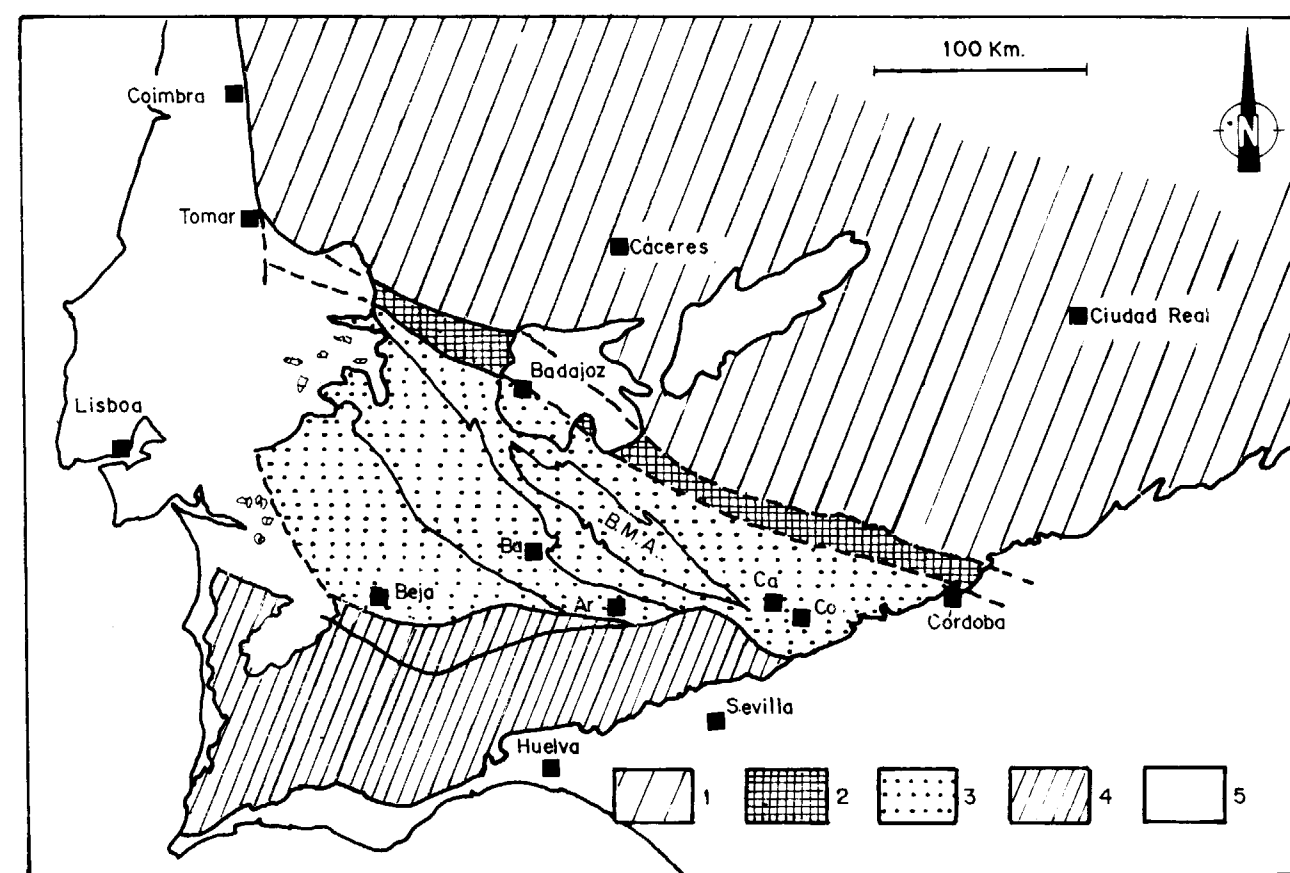 100 Km.
Coimbra
N
Tomar
Cáceres
Ciudad Real
Badajoz
Lisboa
B.M.A.
Ba
Ca
Beja
Ar
Co
Córdoba
Sevilla
Huelva
1 2 3 4 5